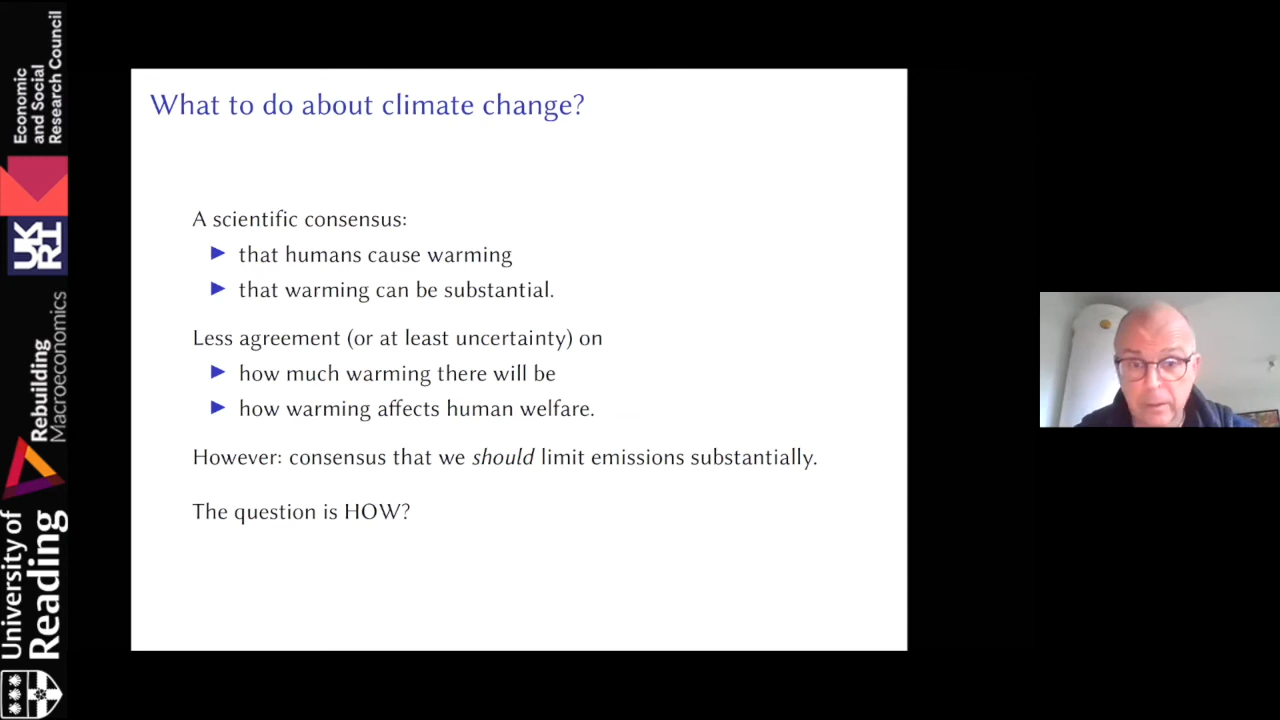 What to do about climate change?
A scientific consensus:
▶ that humans cause warming
▶ that warming can be substantial.
Less agreement (or at least uncertainty) on
▶ how much warming there will be
▶ how warming affects human welfare.
However: consensus that we should limit emissions substantially.
The question is HOW?
Economic
and Social
Research Council
UK
RI
Rebuilding
Macroeconomics
University of
Reading